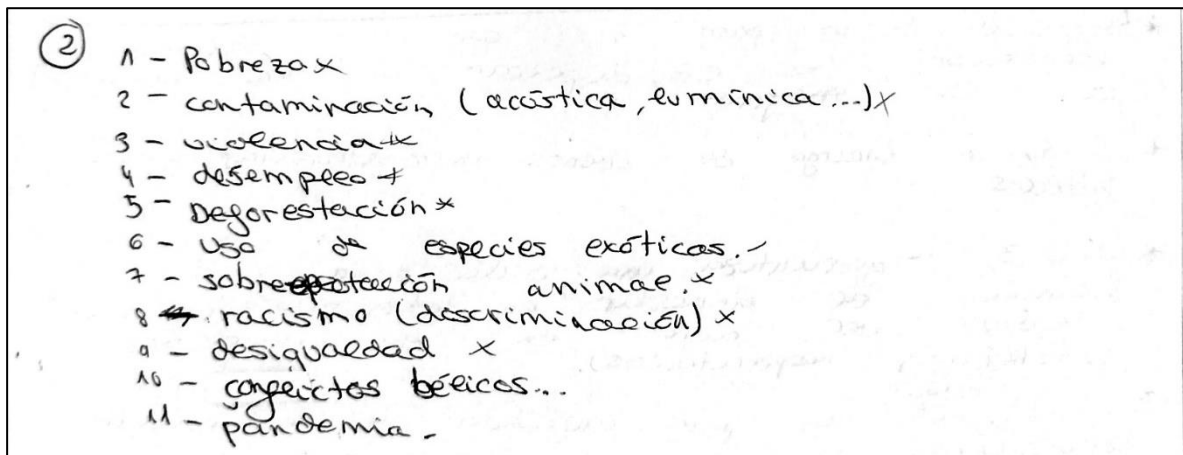 ② 1 - Pobreza x
2 - contaminación (acústica, lumínica...) x
3 - violencia x
4 - desempleo x
5 - Deforestación x
6 - uso de especies exóticas. -
7 - sobreexplotación animal. x
8 - racismo (discriminación) x
9 - desigualdad x
10 - conflictos bélicos...
11 - pandemia.